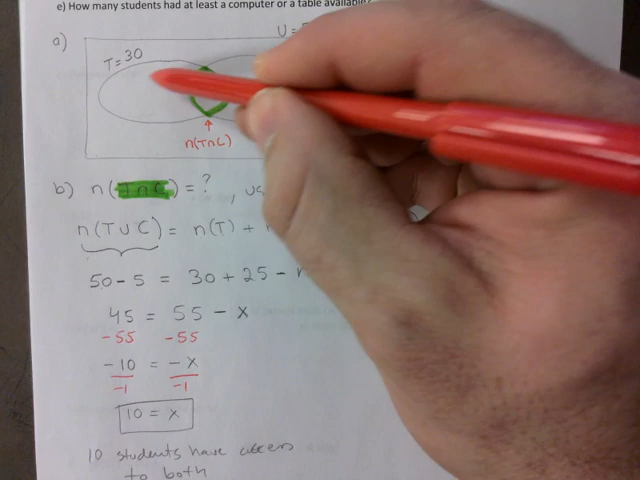 e) How many students had at least a computer or a table available
a)
U =
T = 30
n(T∩C)
b) n(T∩C) = ? , us
n(T∪C) = n(T) +
50 - 5 = 30 + 25 -
45 = 55 - x
-55 -55
-10 = -x
-1 -1
10 = x
10 students have access
to both